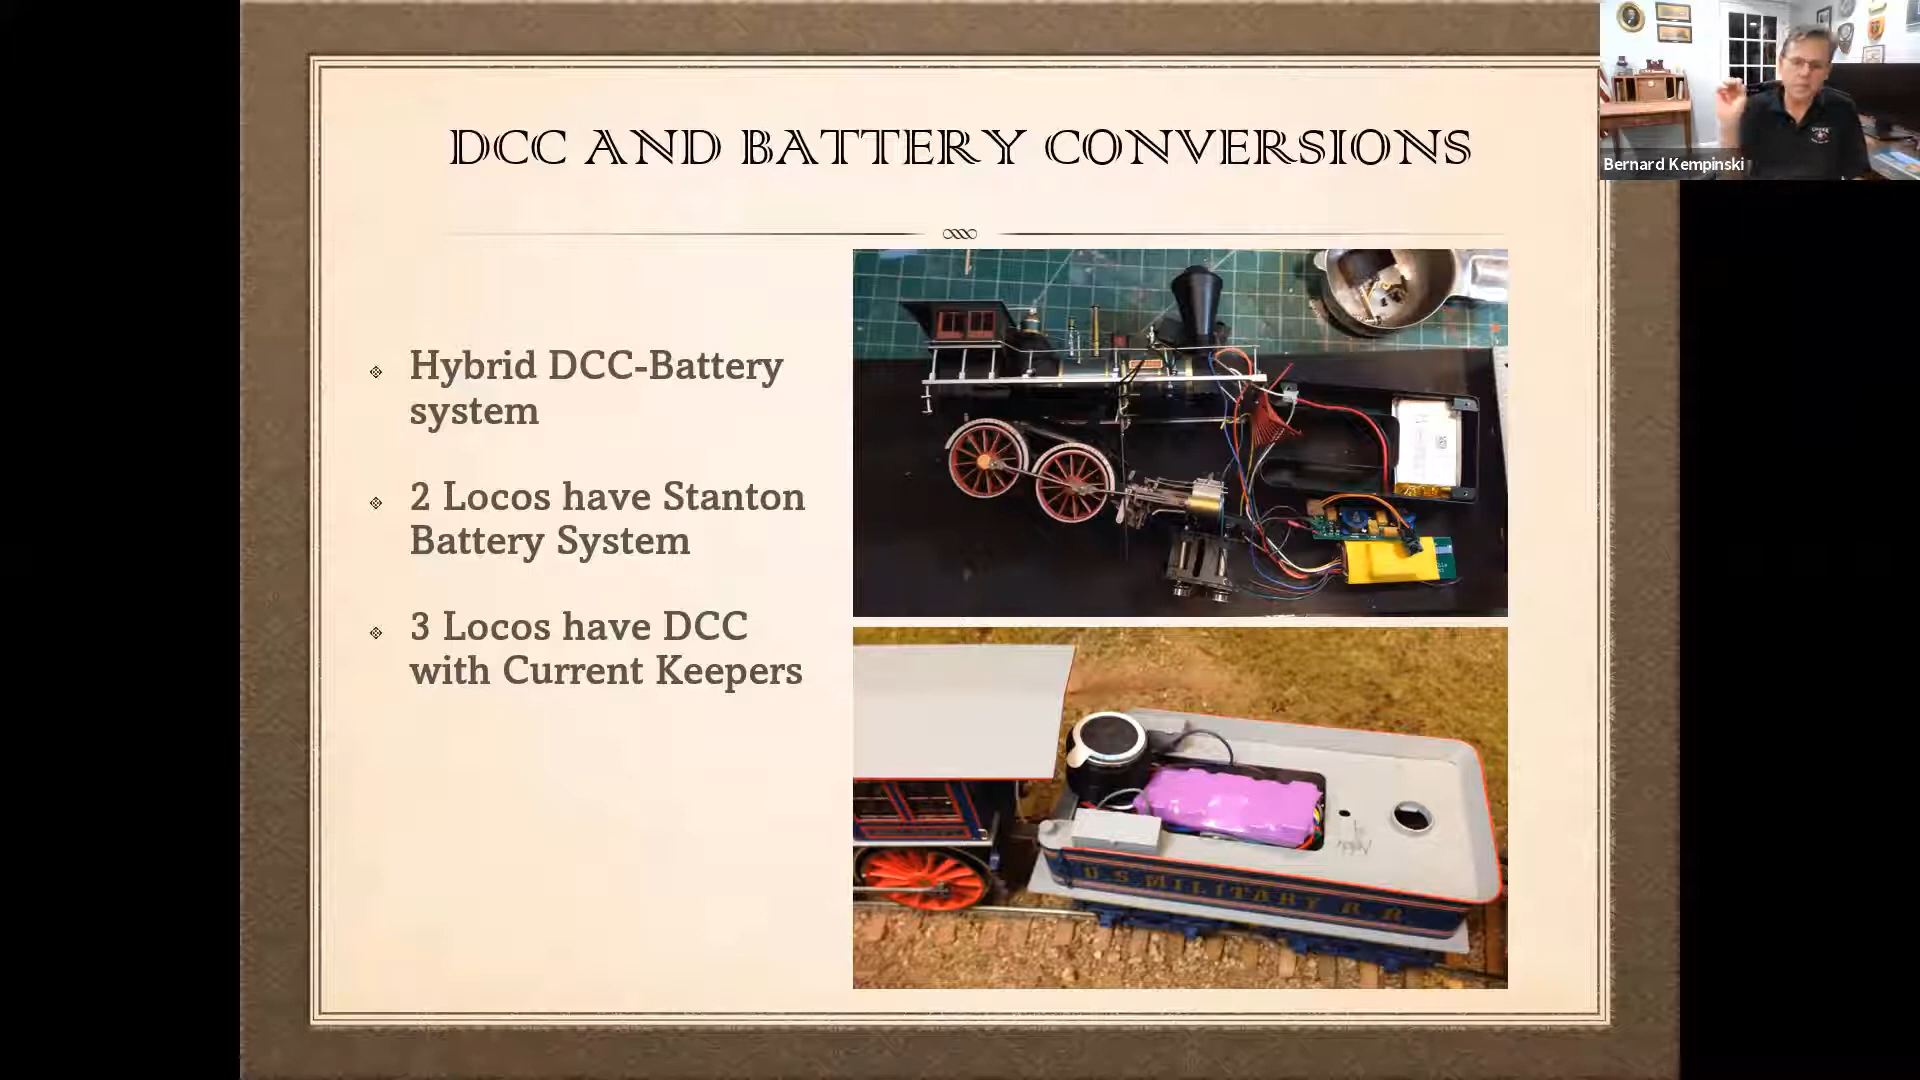 DCC AND BATTERY CONVERSIONS
Bernard Kempinski
Hybrid DCC-Battery
system
2 Locos have Stanton
Battery System
3 Locos have DCC
with Current Keepers
U.S. MILITARY R.R.